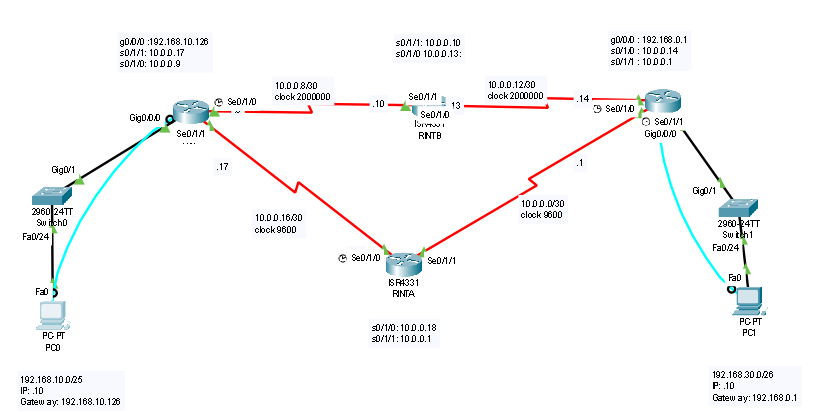 g0/0/0 :192.168.10.126
s0/1/1: 10.0.0.17
s0/1/0: 10.0.0.9
s0/1/1: 10.0.0.10
s0/1/0 10.0.0.13:
g0/0/0 : 192.168.0.1
s0/1/0 : 10.0.0.14
s0/1/1 : 10.0.0.1
10.0.0.8/30
clock 2000000
10.0.0.12/30
clock 2000000
Se0/1/0
Gig0/0/0
Se0/1/1
.10
Se0/1/1
13
Se0/1/0
ISR4331
RINTB
.14
Se0/1/0
Se0/1/1
Gig0/0/0
.17
.1
Gig0/1
2960-24TT
Switch0
Fa0/24
Fa0
PC-PT
PC0
10.0.0.16/30
clock 9600
10.0.0.0/30
clock 9600
Se0/1/0
Se0/1/1
ISR4331
RINTA
s0/1/0: 10.0.0.18
s0/1/1: 10.0.0.1
Gig0/1
2960-24TT
Switch1
Fa0/24
Fa0
PC-PT
PC1
192.168.10.0/25
IP: .10
Gateway: 192.168.10.126
192.168.30.0/26
IP: .10
Gateway: 192.168.0.1